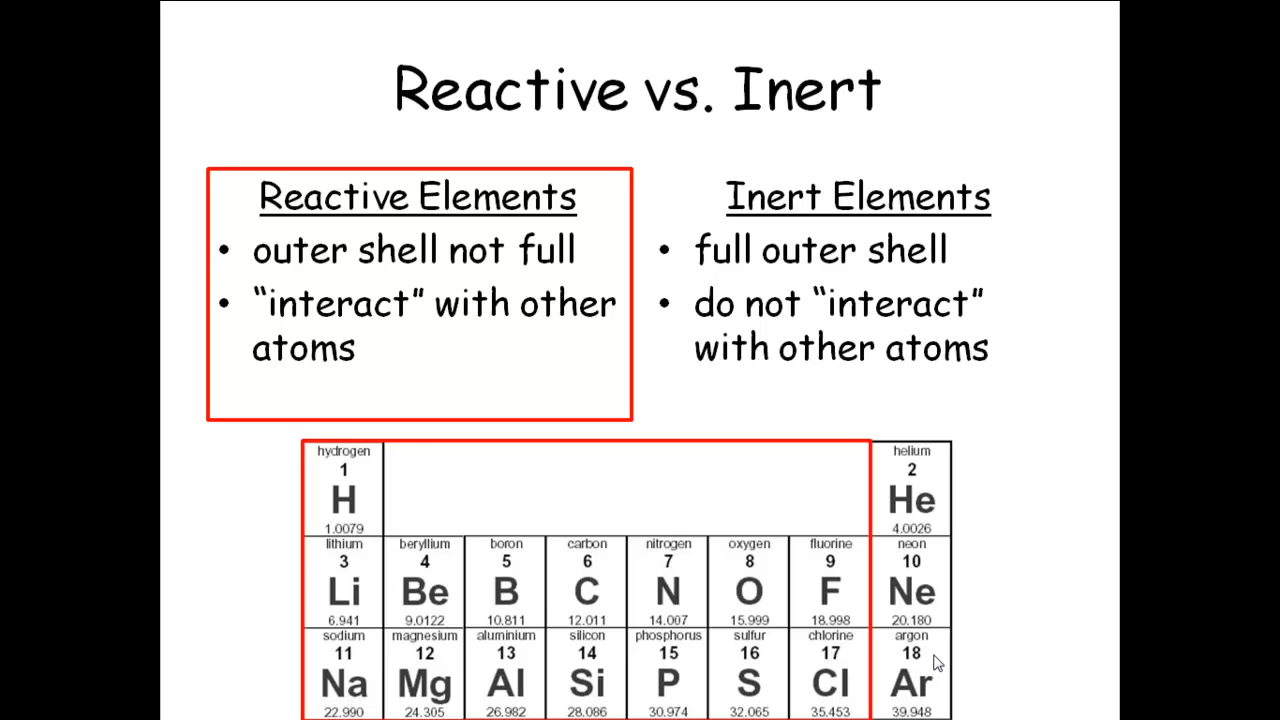 Reactive vs. Inert
Reactive Elements
• outer shell not full
• “interact” with other
atoms
Inert Elements
• full outer shell
• do not “interact”
with other atoms
hydrogen helium
1 2
H He
1.0079 4.0026
lithium beryllium boron carbon nitrogen oxygen fluorine neon
3 4 5 6 7 8 9 10
Li Be B C N O F Ne
6.941 9.0122 10.811 12.011 14.007 15.999 18.998 20.180
sodium magnesium aluminium silicon phosphorus sulfur chlorine argon
11 12 13 14 15 16 17 18
Na Mg Al Si P S Cl Ar
22.990 24.305 26.982 28.086 30.974 32.065 35.453 39.948